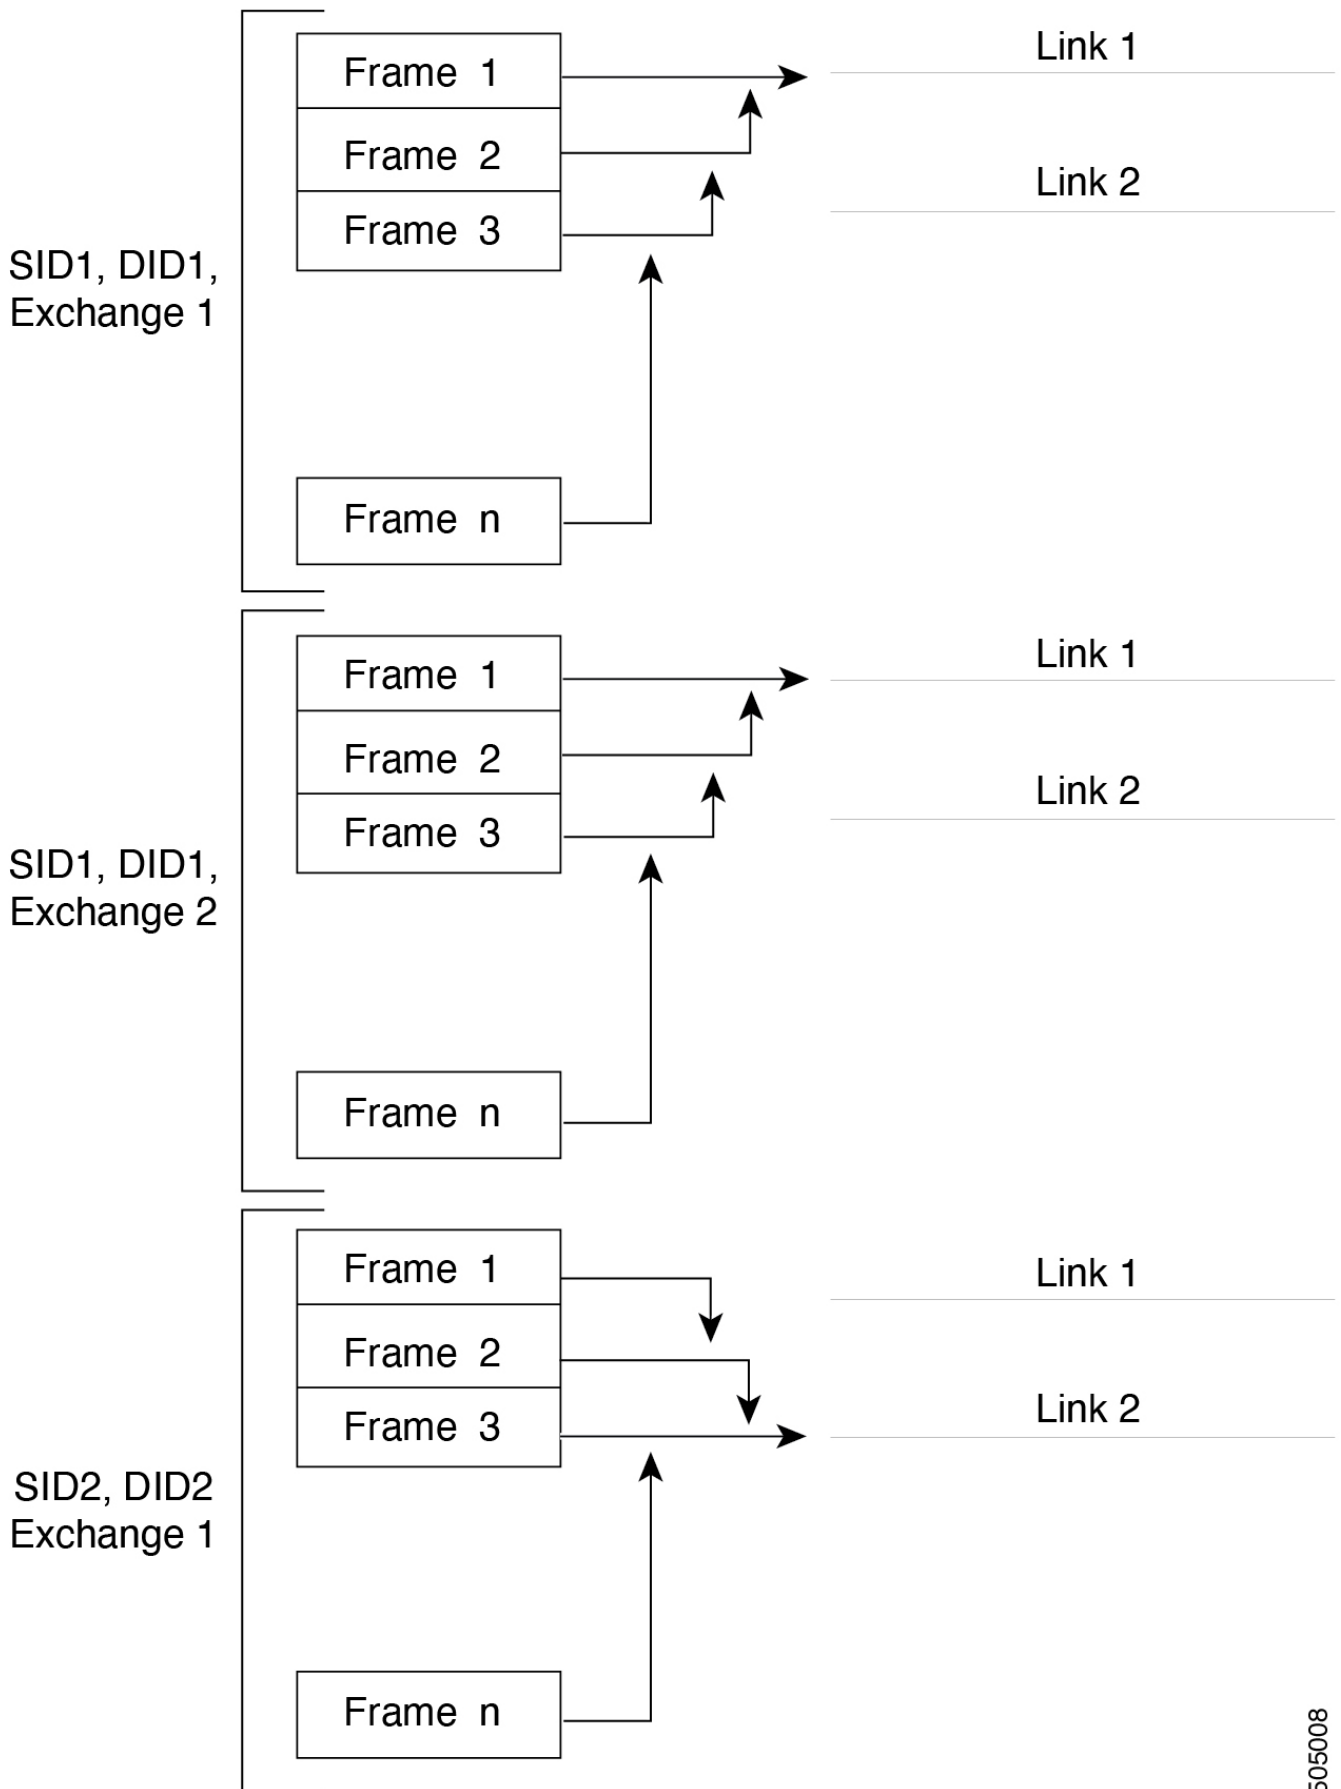 Frame 1
Link 1
Frame 2
Link 2
Frame 3
SID1, DID1,
Exchange 1
Frame n
Frame 1
Link 1
Frame 2
Link 2
Frame 3
SID1, DID1,
Exchange 2
Frame n
Frame 1
Link 1
Frame 2
Link 2
Frame 3
SID2, DID2
Exchange 1
Frame n
505008